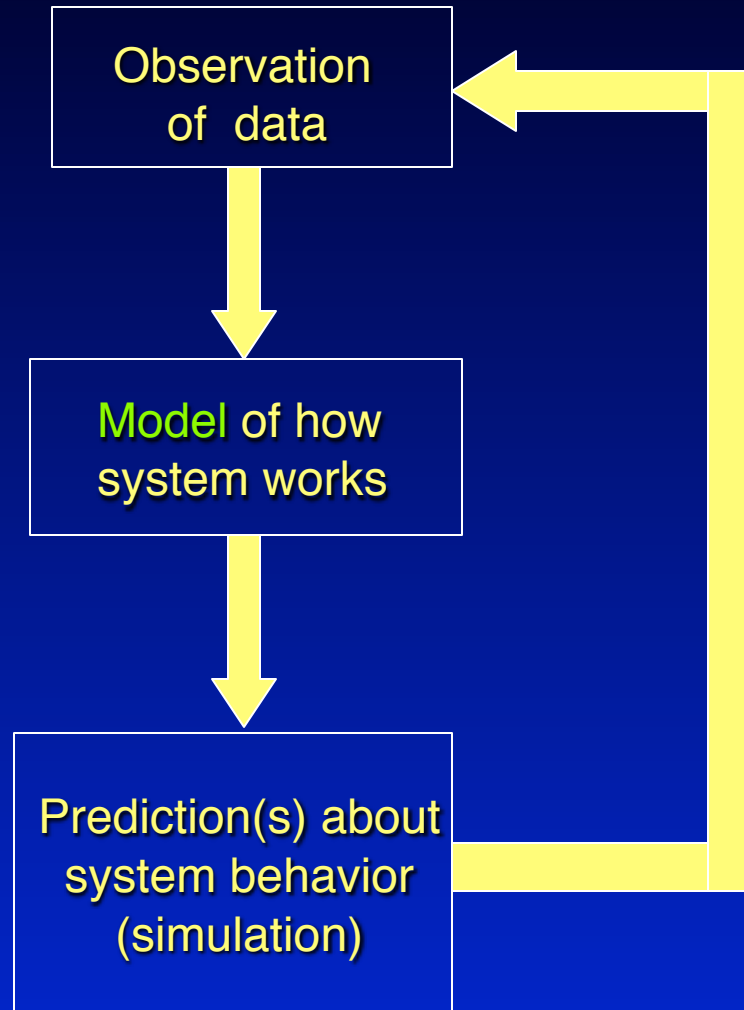 Observation
of data
Model of how
system works
Prediction(s) about
system behavior
(simulation)